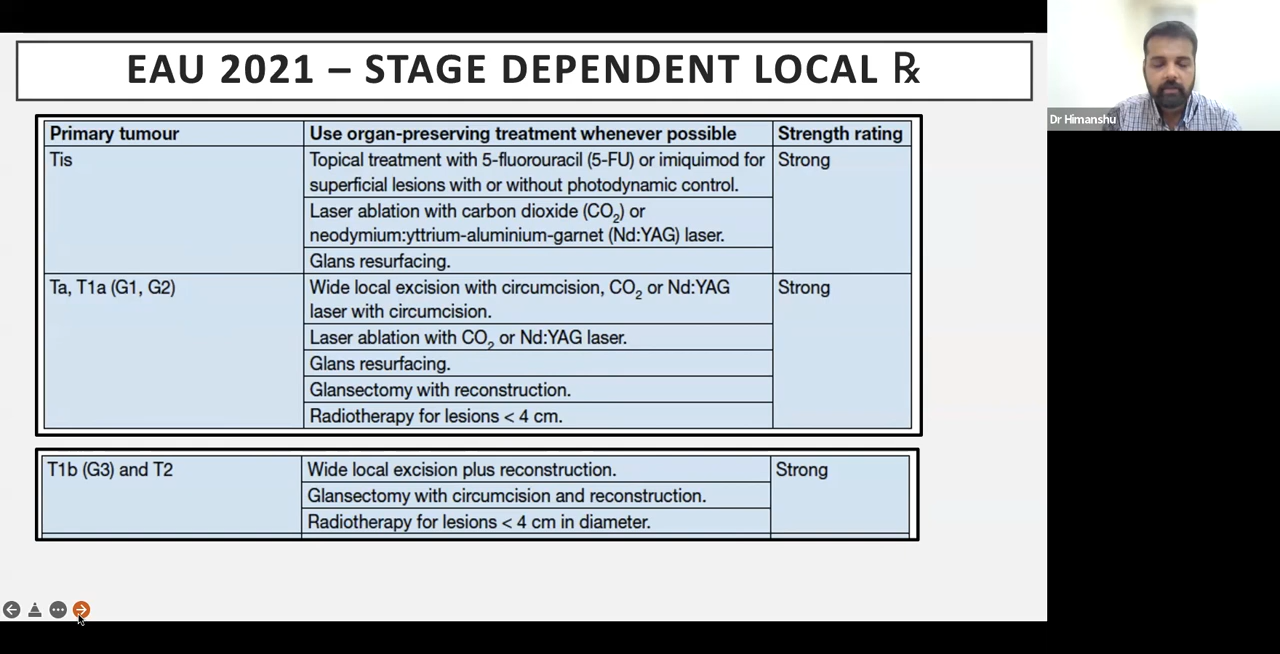 EAU 2021 – STAGE DEPENDENT LOCAL ℞
Dr Himanshu
Primary tumour
Use organ-preserving treatment whenever possible
Strength rating
Tis
Topical treatment with 5-fluorouracil (5-FU) or imiquimod for
superficial lesions with or without photodynamic control.
Strong
Laser ablation with carbon dioxide (CO2) or
neodymium:yttrium-aluminium-garnet (Nd:YAG) laser.
Glans resurfacing.
Ta, T1a (G1, G2)
Wide local excision with circumcision, CO2 or Nd:YAG
laser with circumcision.
Strong
Laser ablation with CO2 or Nd:YAG laser.
Glans resurfacing.
Glansectomy with reconstruction.
Radiotherapy for lesions < 4 cm.
T1b (G3) and T2
Wide local excision plus reconstruction.
Strong
Glansectomy with circumcision and reconstruction.
Radiotherapy for lesions < 4 cm in diameter.